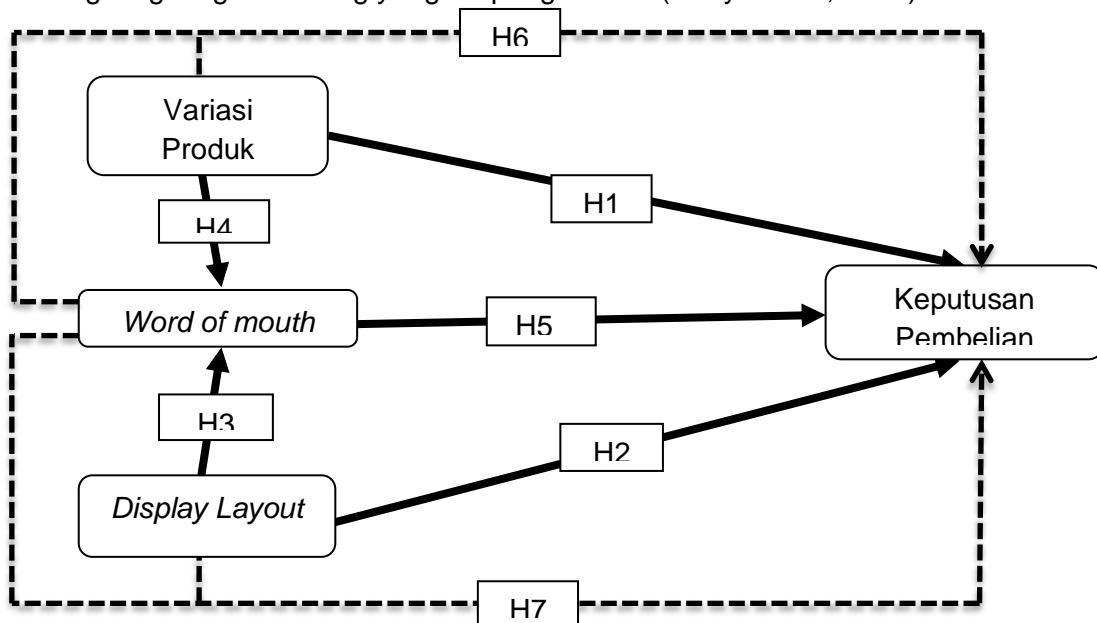 H6
Variasi
Produk
H1
H4
Word of mouth
H5
Keputusan
Pembelian
H3
H2
Display Layout
H7